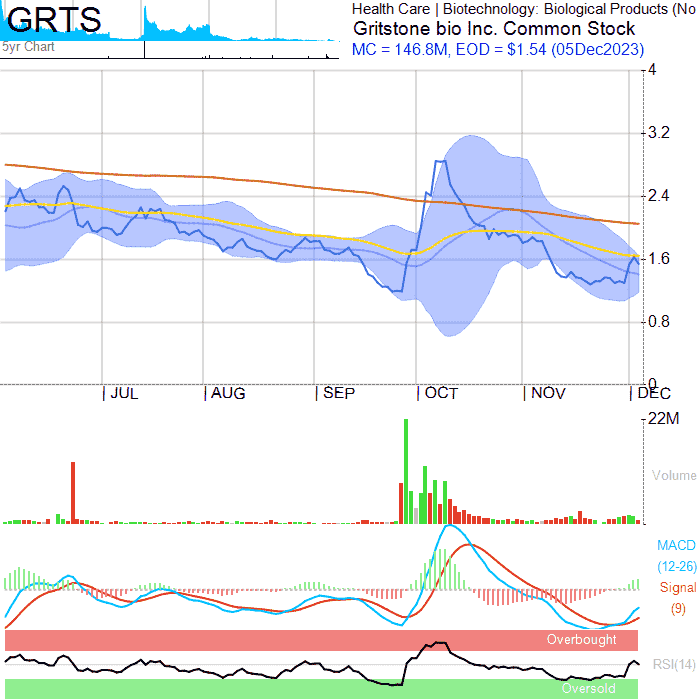 GRTS
5yr Chart
Health Care | Biotechnology: Biological Products (No
Gritstone bio Inc. Common Stock
MC = 146.8M, EOD = $1.54 (05Dec2023)
4
3.2
2.4
1.6
0.8
0
JUL AUG SEP OCT NOV DEC
22M
Volume
MACD
(12-26)
Signal
(9)
Overbought
RSI(14)
Oversold